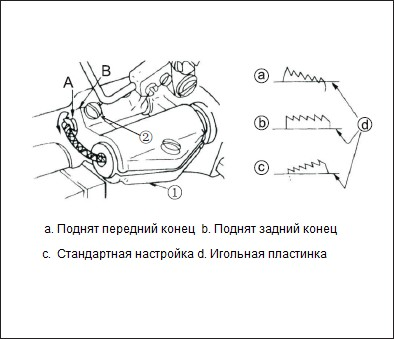 A B
②
①
a
b
c
d
a. Поднят передний конец b. Поднят задний конец
c. Стандартная настройка d. Игольная пластинка